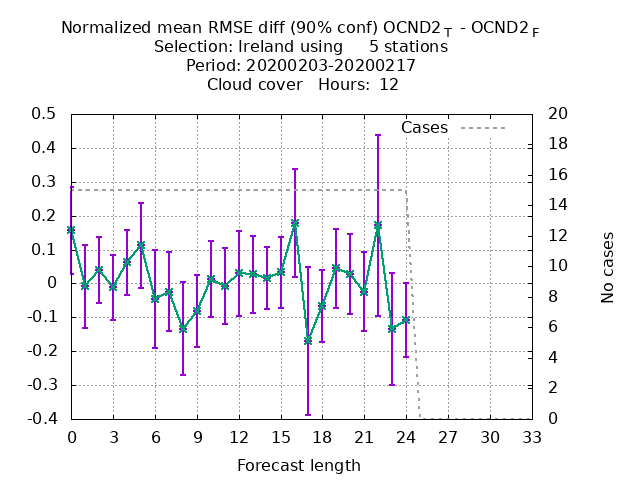 Normalized mean RMSE diff (90% conf) OCND2T - OCND2F
Selection: Ireland using 5 stations
Period: 20200203-20200217
Cloud cover Hours: 12
Cases
0.5
0.4
0.3
0.2
0.1
0
-0.1
-0.2
-0.3
-0.4
20
18
16
14
12
10
8
6
4
2
0
No cases
0 3 6 9 12 15 18 21 24 27 30 33
Forecast length